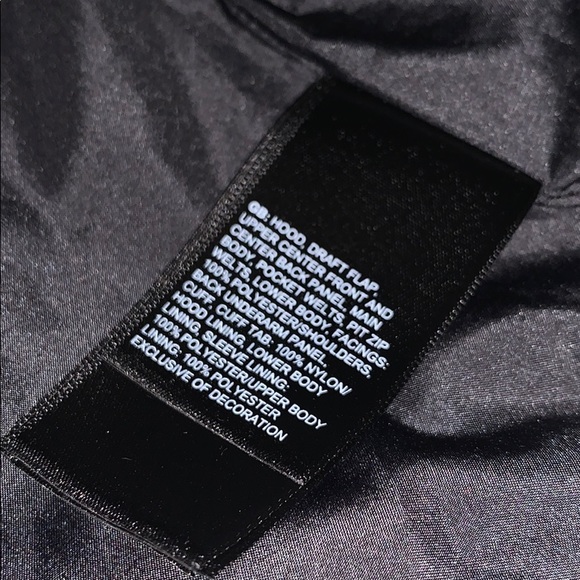 GB: HOOD, DRAFT FLAP,
UPPER CENTER FRONT AND
CENTER BACK PANEL, MAIN
BODY, POCKET WELTS, PIT ZIP
WELTS, LOWER BODY, FACINGS:
100% POLYESTER/SHOULDERS,
BACK UNDERARM PANEL,
CUFF, CUFF TAB: 100% NYLON/
HOOD LINING, LOWER BODY
LINING, SLEEVE LINING:
100% POLYESTER/UPPER BODY
LINING: 100% POLYESTER
EXCLUSIVE OF DECORATION